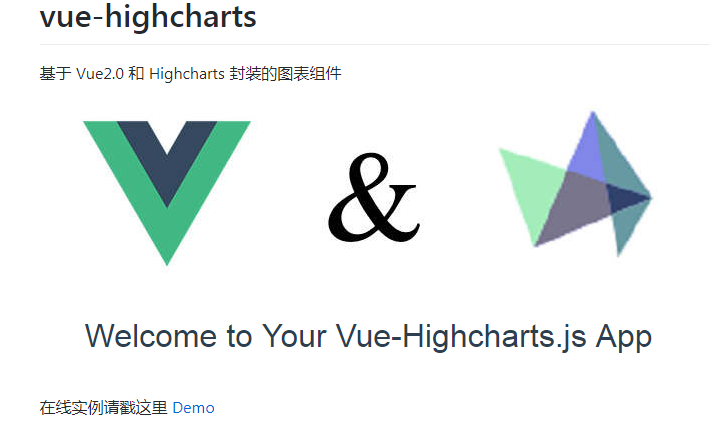 vue-highcharts
基于 Vue2.0 和 Highcharts 封装的图表组件
&
Welcome to Your Vue-Highcharts.js App
在线实例请戳这里 Demo